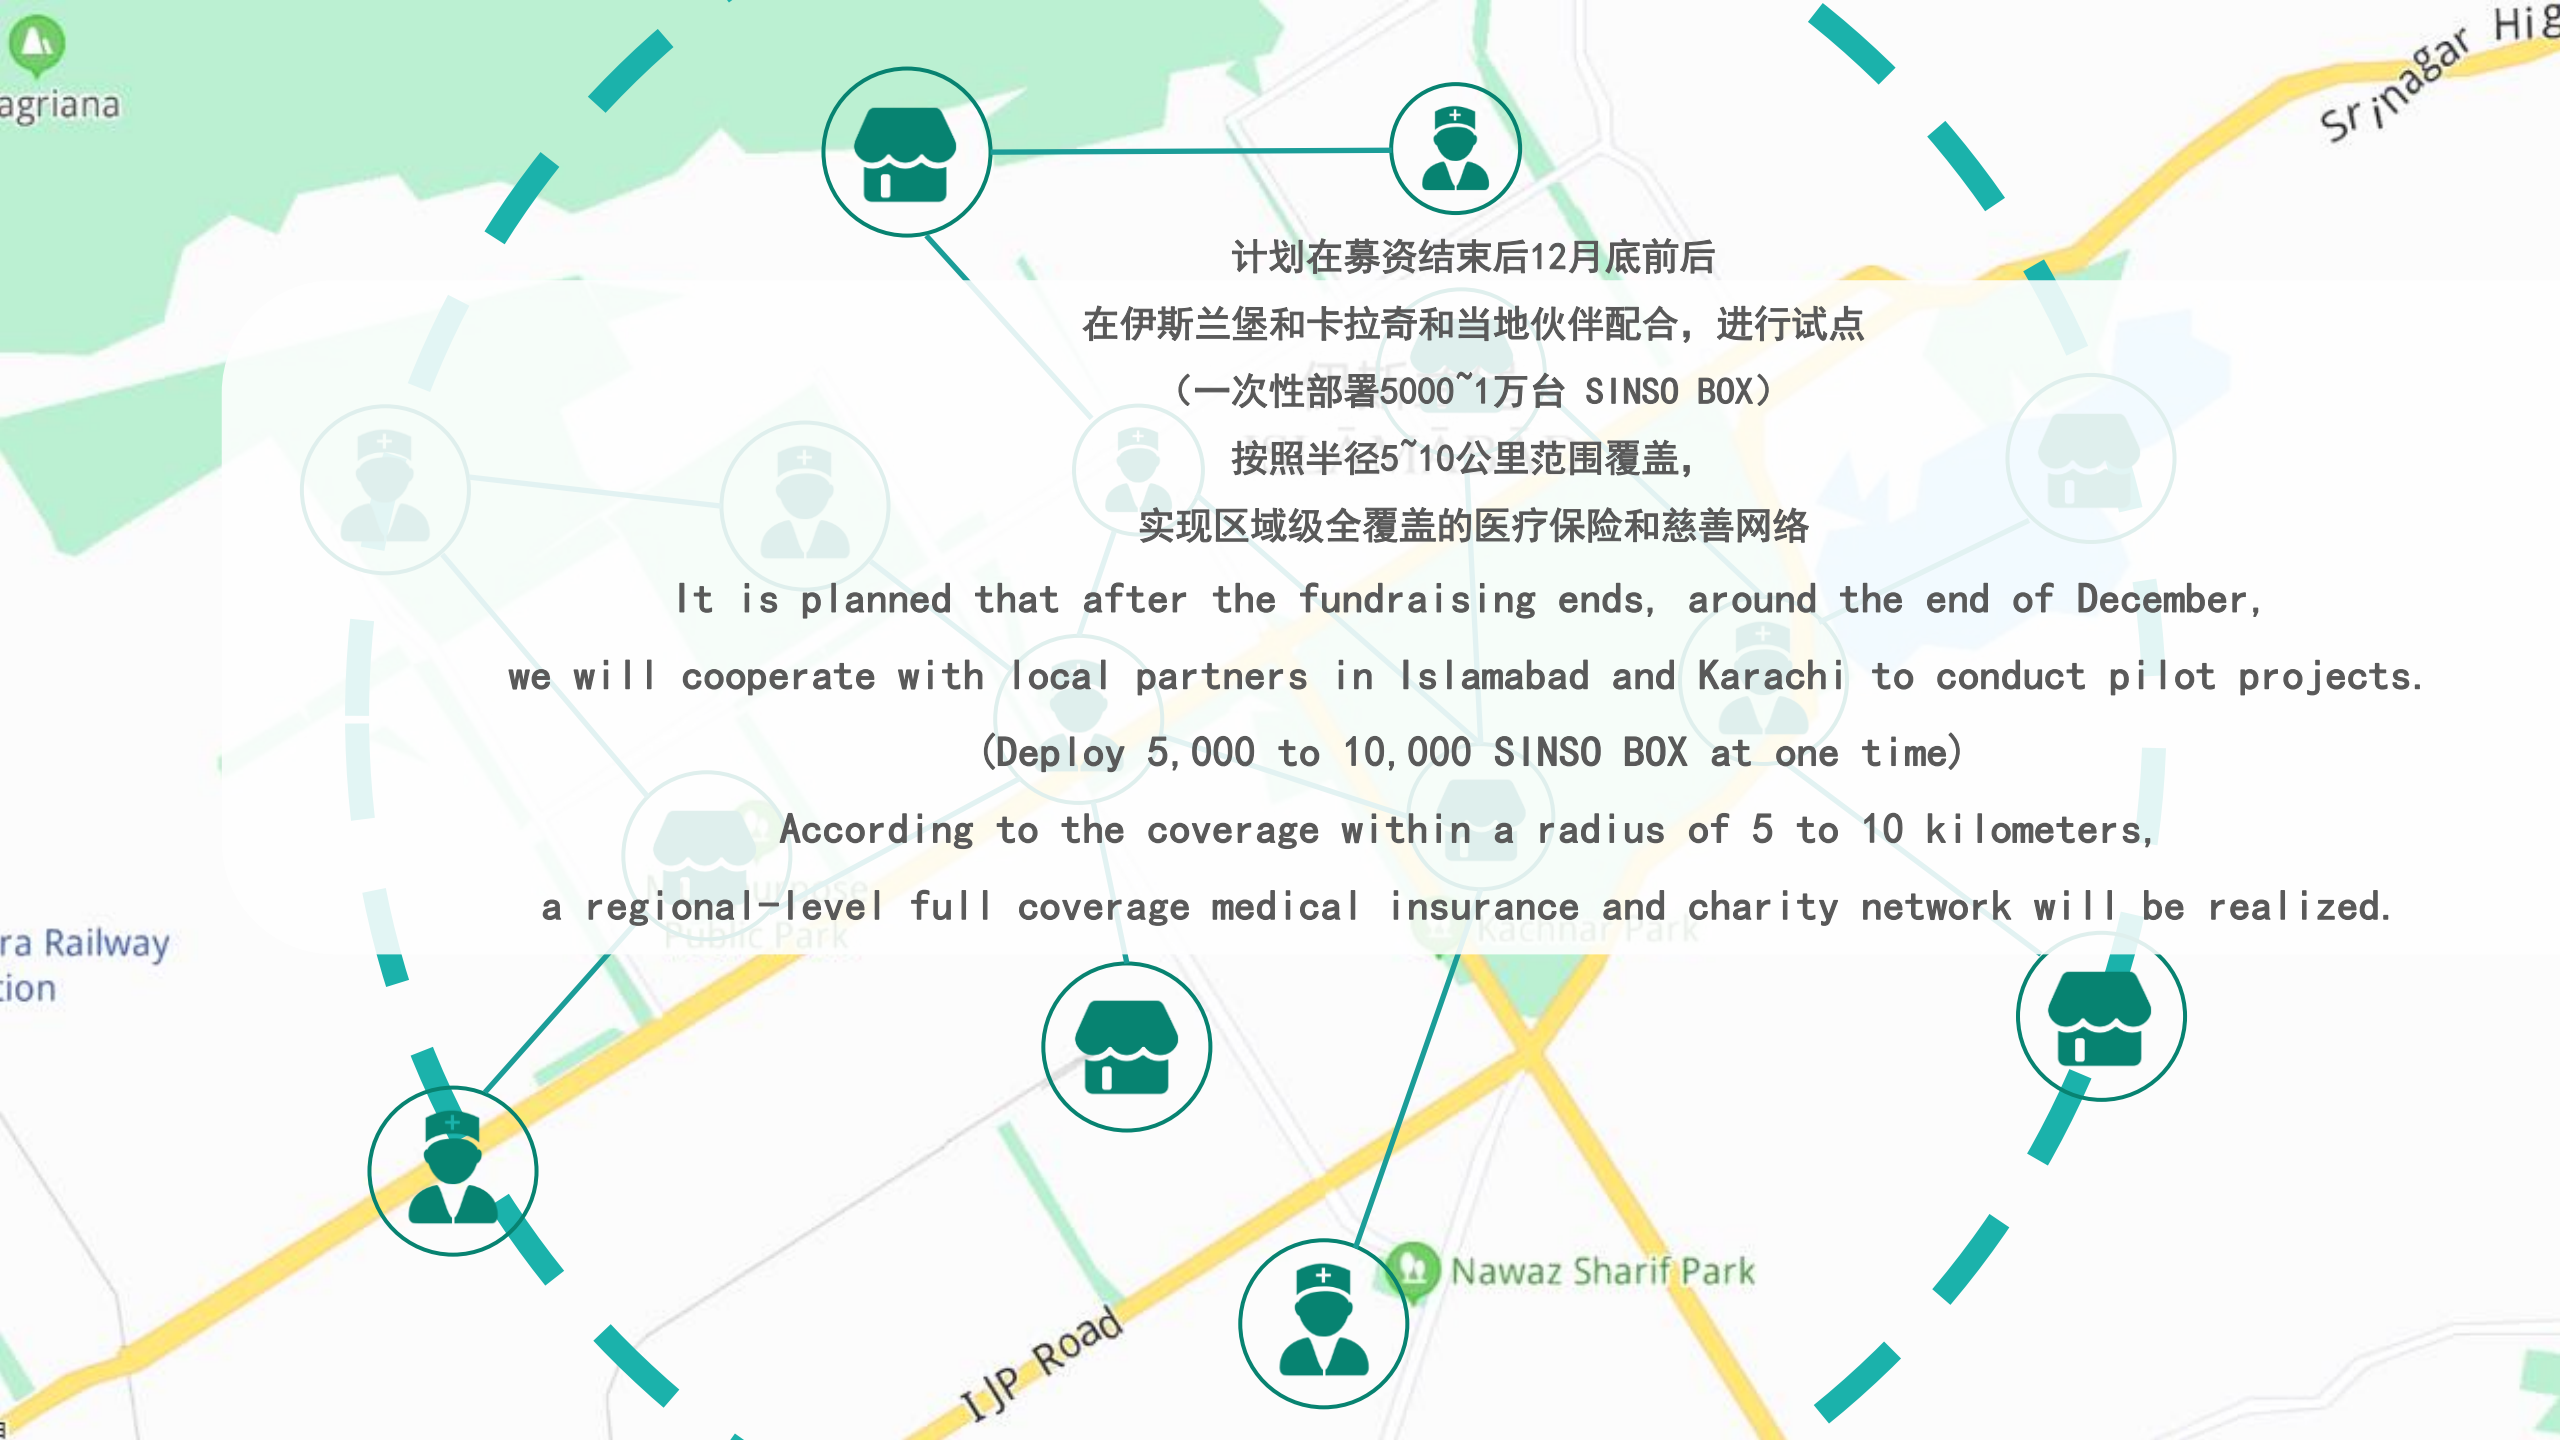 Hig
Srinagar
agriana
计划在募资结束后12月底前后
在伊斯兰堡和卡拉奇和当地伙伴配合，进行试点
（一次性部署5000~1万台 SINSO BOX）
按照半径5~10公里范围覆盖，
实现区域级全覆盖的医疗保险和慈善网络
It is planned that after the fundraising ends, around the end of December,
we will cooperate with local partners in Islamabad and Karachi to conduct pilot projects.
(Deploy 5,000 to 10,000 SINSO BOX at one time)
According to the coverage within a radius of 5 to 10 kilometers,
a regional-level full coverage medical insurance and charity network will be realized.
Public Park
Kachnar Park
ra Railway
tion
Nawaz Sharif Park
IJP Road